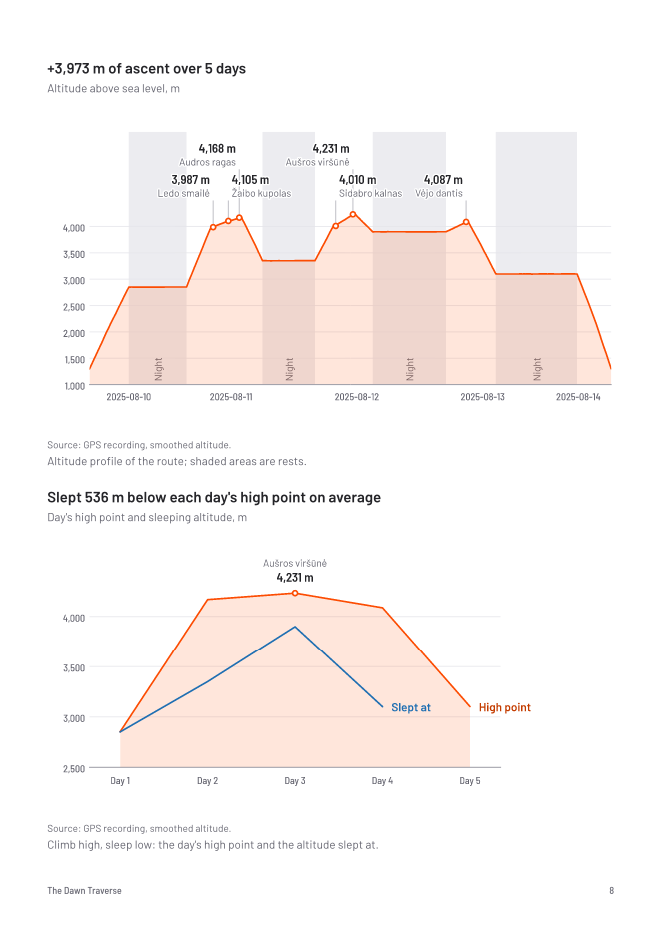 +3,973 m of ascent over 5 days
Altitude above sea level, m
4,168 m
Audros ragas
4,231 m
Aušros viršūnė
3,987 m
Ledo smailė
4,105 m
Žaibo kupolas
4,010 m
Sidabro kalnas
4,087 m
Vėjo dantis
4,000
3,500
3,000
2,500
2,000
1,500
1,000
Night
Night
Night
Night
2025-08-10
2025-08-11
2025-08-12
2025-08-13
2025-08-14
Source: GPS recording, smoothed altitude.
Altitude profile of the route; shaded areas are rests.
Slept 536 m below each day's high point on average
Day's high point and sleeping altitude, m
Aušros viršūnė
4,231 m
4,000
3,500
3,000
2,500
Slept at
High point
Day 1
Day 2
Day 3
Day 4
Day 5
Source: GPS recording, smoothed altitude.
Climb high, sleep low: the day's high point and the altitude slept at.
The Dawn Traverse
8